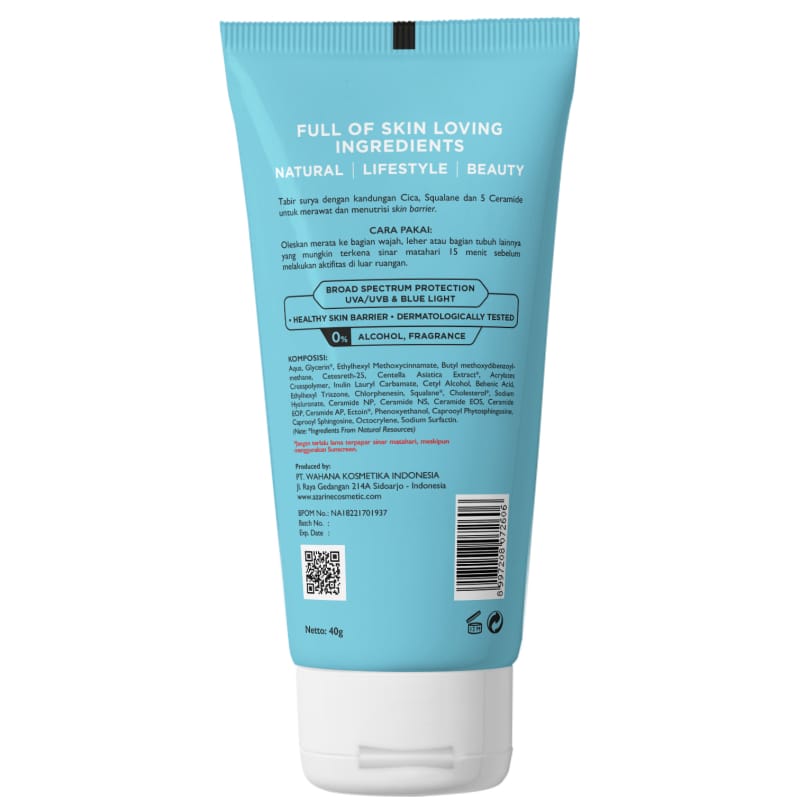 FULL OF SKIN LOVING
INGREDIENTS
NATURAL | LIFESTYLE | BEAUTY
Tabir surya dengan kandungan Cica, Squalane dan 5 Ceramide
untuk merawat dan menutrisi skin barrier.
CARA PAKAI:
Oleskan merata ke bagian wajah, leher atau bagian tubuh lainnya
yang mungkin terkena sinar matahari 15 menit sebelum
melakukan aktifitas di luar ruangan.
BROAD SPECTRUM PROTECTION
UVA/UVB & BLUE LIGHT
• HEALTHY SKIN BARRIER • DERMATOLOGICALLY TESTED
0% ALCOHOL, FRAGRANCE
KOMPOSISI:
Aqua, Glycerin*, Ethylhexyl Methoxycinnamate, Butyl methoxydibenzoyl-
methane, Cetesreth-25, Centella Asiatica Extract*, Acrylates
Crosspolymer, Inulin Lauryl Carbamate, Cetyl Alcohol, Behenic Acid,
Ethylhexyl Triazone, Chlorphenesin, Squalane*, Cholesterol*, Sodium
Hyaluronate, Ceramide NP, Ceramide NS, Ceramide EOS, Ceramide
EOP, Ceramide AP, Ectoin*, Phenoxyethanol, Caprooyl Phytosphingosine,
Caprooyl Sphingosine, Octocrylene, Sodium Surfactin.
(Note: *Ingredients From Natural Resources)
*Jangan terlalu lama terpapar sinar matahari, meskipun
menggunakan Sunscreen.
Produced by:
PT. WAHANA KOSMETIKA INDONESIA
Jl. Raya Gedangan 214A Sidoarjo - Indonesia
www.azarinecosmetic.com
BPOM No.: NA18221701937
Batch No. :
Exp. Date :
8 997208 072606
Netto: 40g